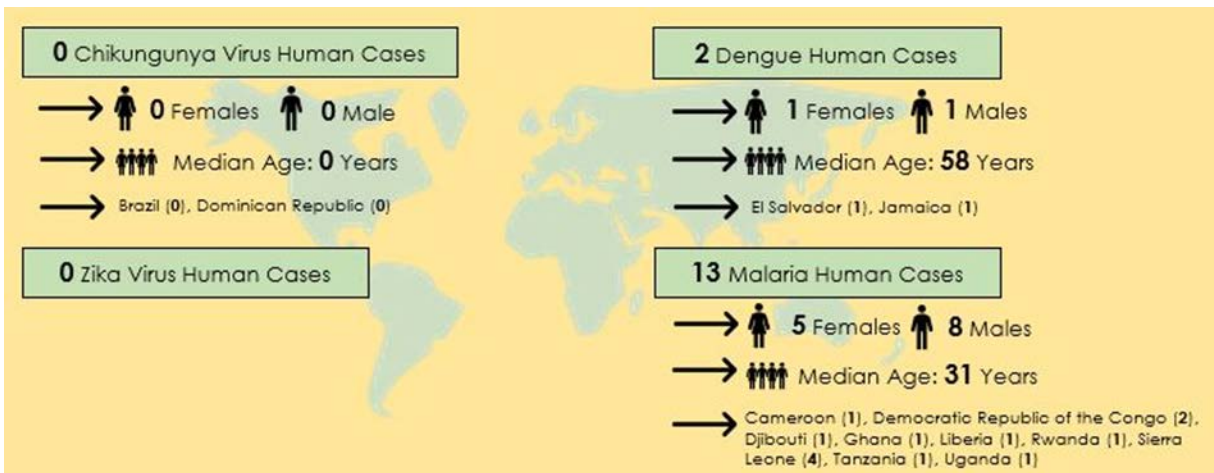 0 Chikungunya Virus Human Cases
0 Females 0 Male
Median Age: 0 Years
Brazil (0), Dominican Republic (0)
0 Zika Virus Human Cases
2 Dengue Human Cases
1 Females 1 Males
Median Age: 58 Years
El Salvador (1), Jamaica (1)
13 Malaria Human Cases
5 Females 8 Males
Median Age: 31 Years
Cameroon (1), Democratic Republic of the Congo (2),
Djibouti (1), Ghana (1), Liberia (1), Rwanda (1), Sierra
Leone (4), Tanzania (1), Uganda (1)